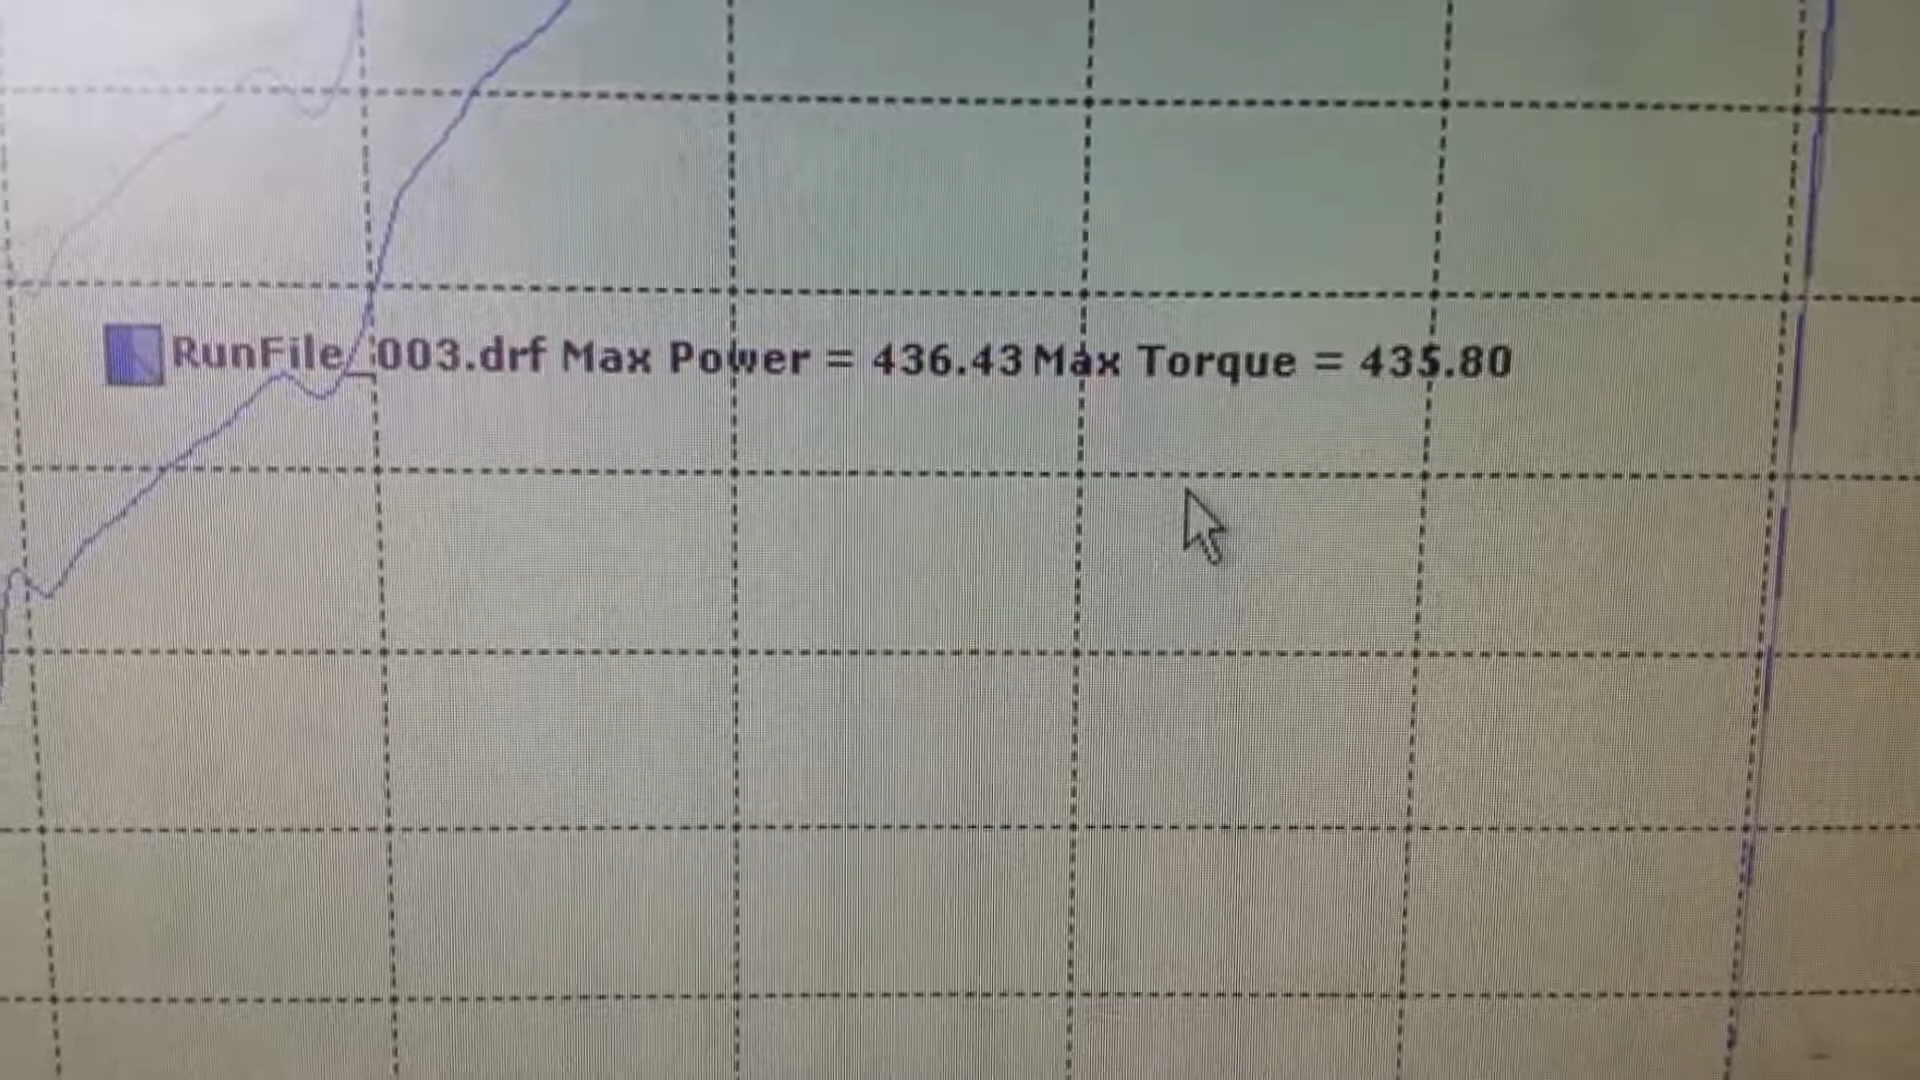 RunFile_003.drf Max Power = 436.43 Max Torque = 435.80